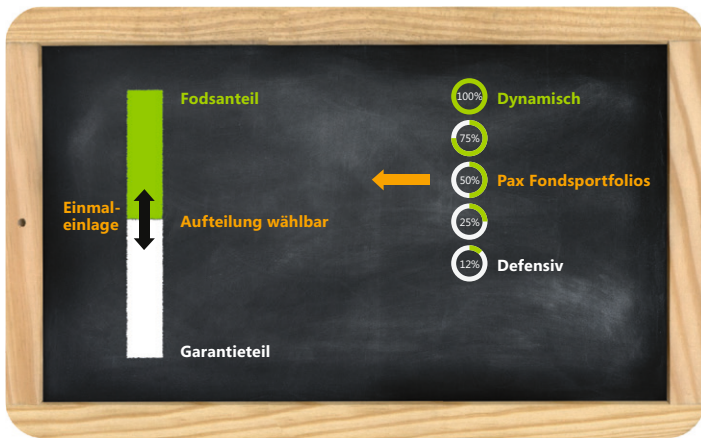 Fodsanteil
Einmal-
einlage
Aufteilung wählbar
Garantieteil
100%
Dynamisch
75%
50%
Pax Fondsportfolios
25%
12%
Defensiv